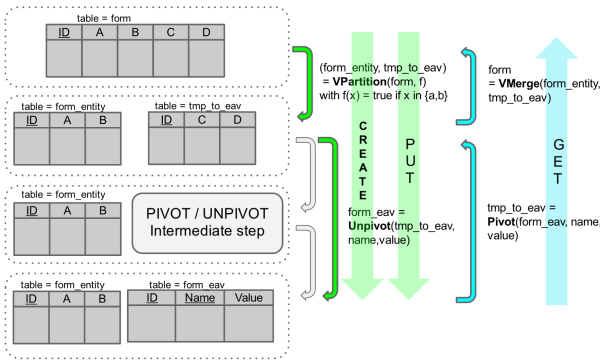 table = form
ID A B C D
(form_entity, tmp_to_eav)
= VPartition(form, f)
with f(x) = true if x in {a,b}
form
= VMerge(form_entity,
tmp_to_eav)
table = form_entity
ID A B
table = tmp_to_eav
ID C D
CREATE
PUT
GET
table = form_entity
ID A B
PIVOT / UNPIVOT
Intermediate step
form_eav =
Unpivot(tmp_to_eav,
name,value)
tmp_to_eav =
Pivot(form_eav, name,
value)
table = form_entity
ID A B
table = form_eav
ID Name Value